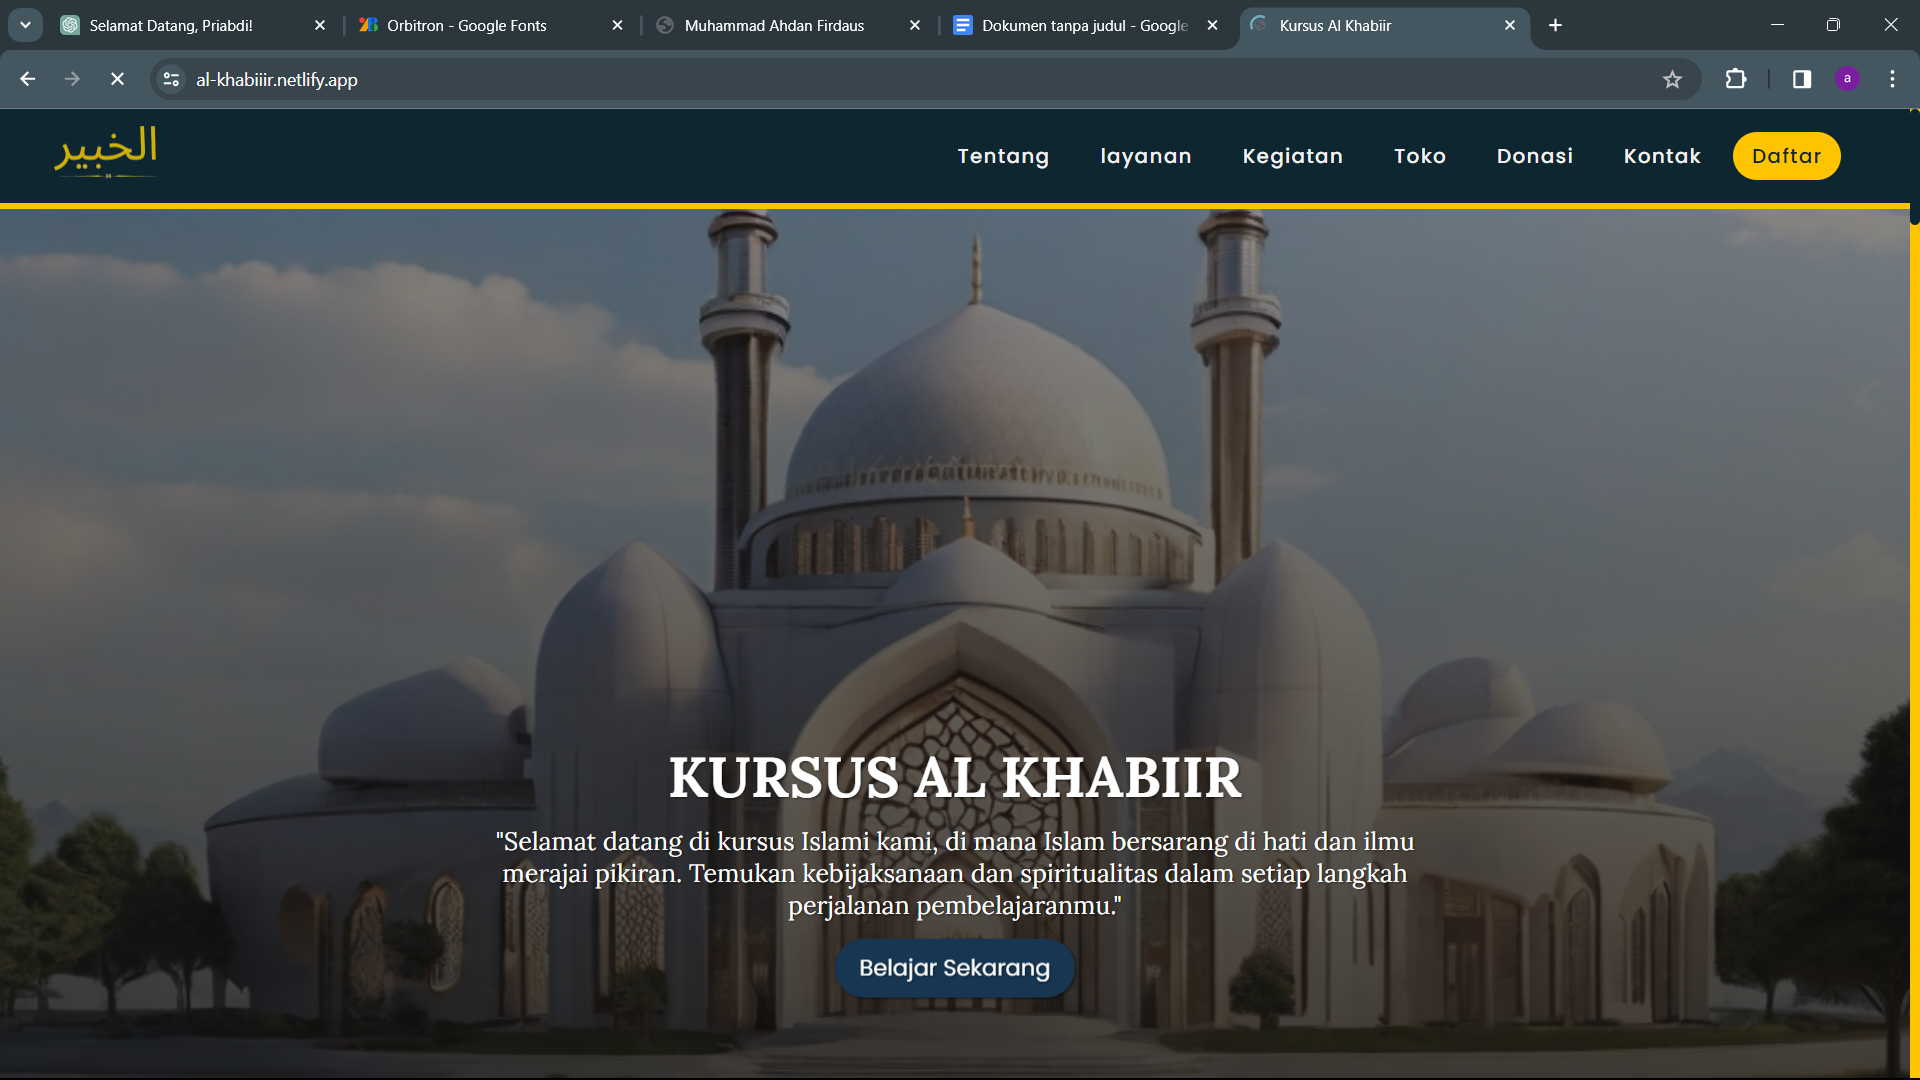 Selamat Datang, Priabdi!
Orbitron - Google Fonts
Muhammad Ahdan Firdaus
Dokumen tanpa judul - Google
Kursus Al Khabiir
al-khabiiir.netlify.app
a
الخبير
Tentang
layanan
Kegiatan
Toko
Donasi
Kontak
Daftar
KURSUS AL KHABIIR
"Selamat datang di kursus Islami kami, di mana Islam bersarang di hati dan ilmu
merajai pikiran. Temukan kebijaksanaan dan spiritualitas dalam setiap langkah
perjalanan pembelajaranmu."
Belajar Sekarang